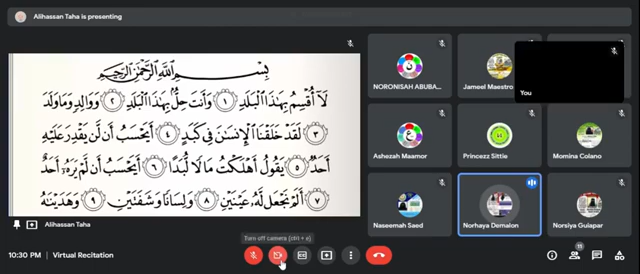 Alihassan Taha is presenting
بِسْمِ ٱللَّهِ ٱلرَّحْمَٰنِ ٱلرَّحِيمِ
لَآ أُقْسِمُ بِهَٰذَا ٱلْبَلَدِ ١ وَأَنتَ حِلٌّۢ بِهَٰذَا ٱلْبَلَدِ ٢ وَوَالِدٍ وَمَا وَلَدَ
٣ لَقَدْ خَلَقْنَا ٱلْإِنسَٰنَ فِى كَبَدٍ ٤ أَيَحْسَبُ أَن لَّن يَقْدِرَ عَلَيْهِ
أَحَدٌ ٥ يَقُولُ أَهْلَكْتُ مَالًا لُّبَدًا ٦ أَيَحْسَبُ أَن لَّمْ يَرَهُۥٓ أَحَدٌ
٧ أَلَمْ نَجْعَل لَّهُۥ عَيْنَيْنِ ٨ وَلِسَانًا وَشَفَتَيْنِ ٩ وَهَدَيْنَٰهُ
Alihassan Taha
NORONISAH ABUBA...
Jameel Maestro
You
Ashezah Maamor
Princezz Sittie
Momina Colano
Naseemah Saed
Norhaya Demalon
Norsiya Guiapar
Turn off camera (ctrl + e)
10:30 PM | Virtual Recitation
11